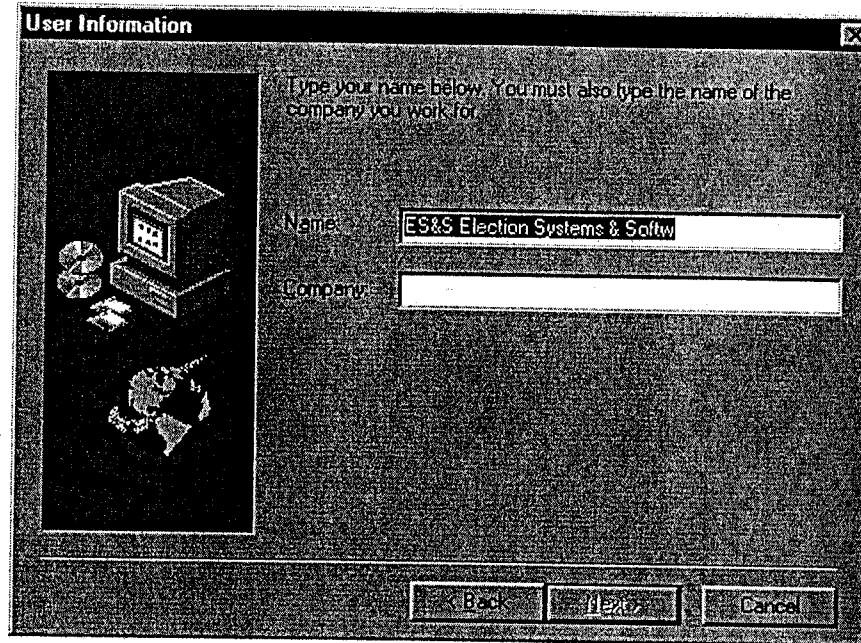 User Information
Type your name below. You must also type the name of the
company you work for.
Name:
ES&S Election Systems & Softw
Company:
< Back
Next >
Cancel